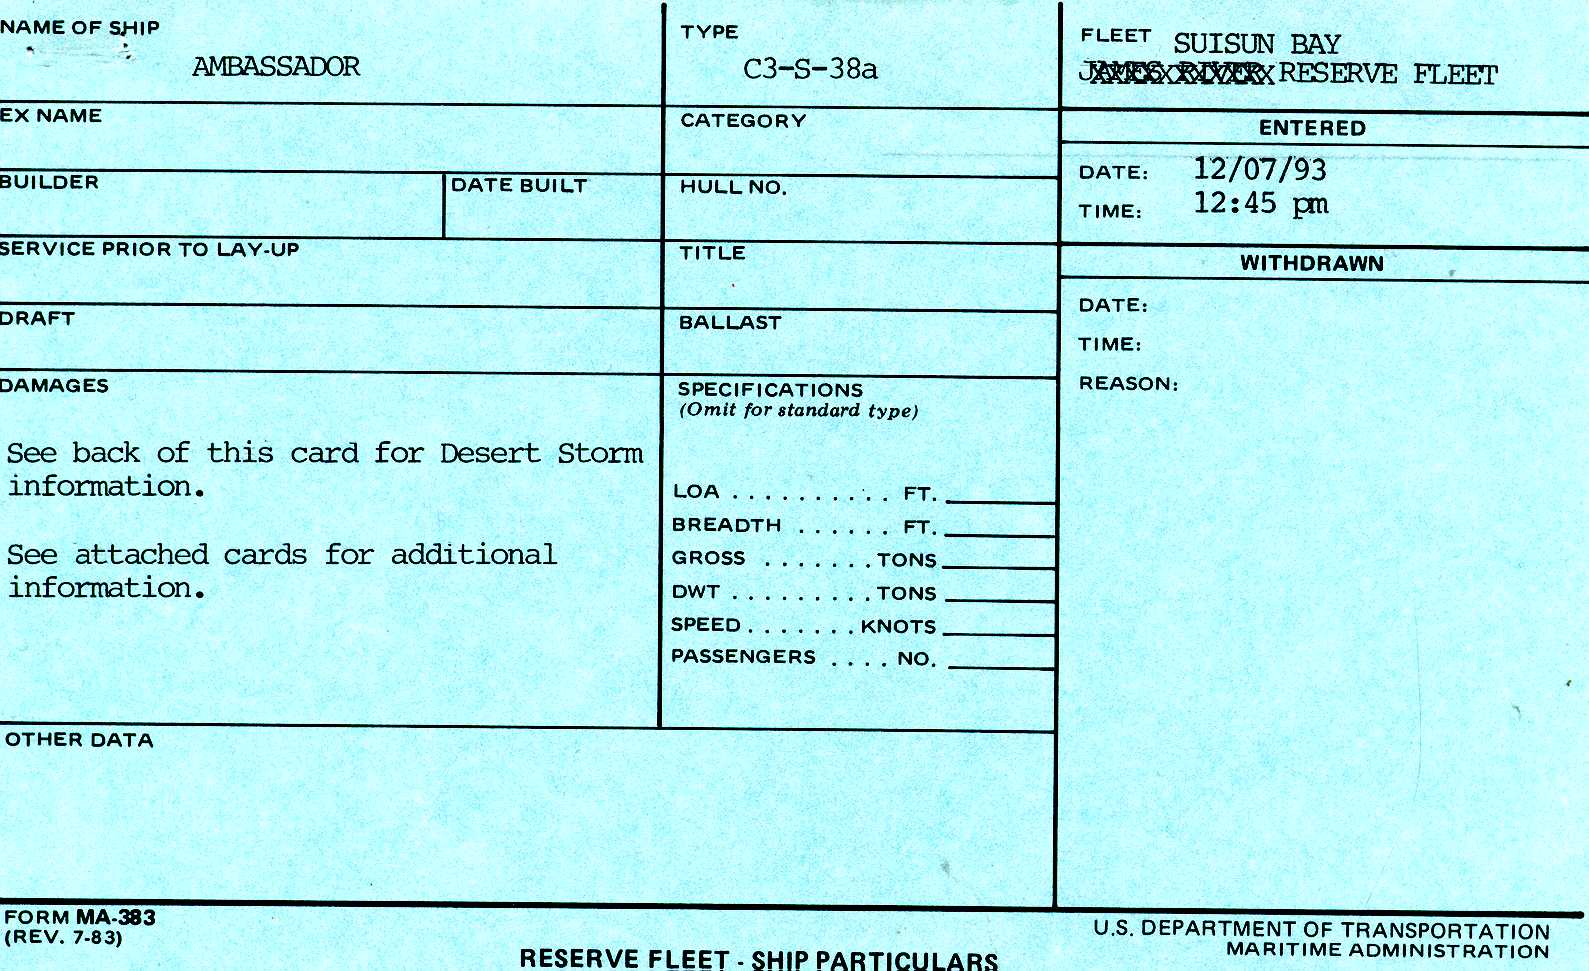 NAME OF SHIP
AMBASSADOR
TYPE
C3-S-38a
FLEET SUISUN BAY
JAMES RIVER RESERVE FLEET
EX NAME
CATEGORY
ENTERED
BUILDER
DATE BUILT
HULL NO.
DATE: 12/07/93
TIME: 12:45 pm
SERVICE PRIOR TO LAY-UP
TITLE
WITHDRAWN
DRAFT
BALLAST
DATE:
TIME:
REASON:
DAMAGES
See back of this card for Desert Storm
information.
See attached cards for additional
information.
SPECIFICATIONS
(Omit for standard type)
LOA . . . . . . . . . . FT.
BREADTH . . . . . . FT.
GROSS . . . . . . . TONS
DWT . . . . . . . . . TONS
SPEED . . . . . . . KNOTS
PASSENGERS . . . . NO.
OTHER DATA
FORM MA-383
(REV. 7-83)
RESERVE FLEET - SHIP PARTICULARS
U.S. DEPARTMENT OF TRANSPORTATION
MARITIME ADMINISTRATION